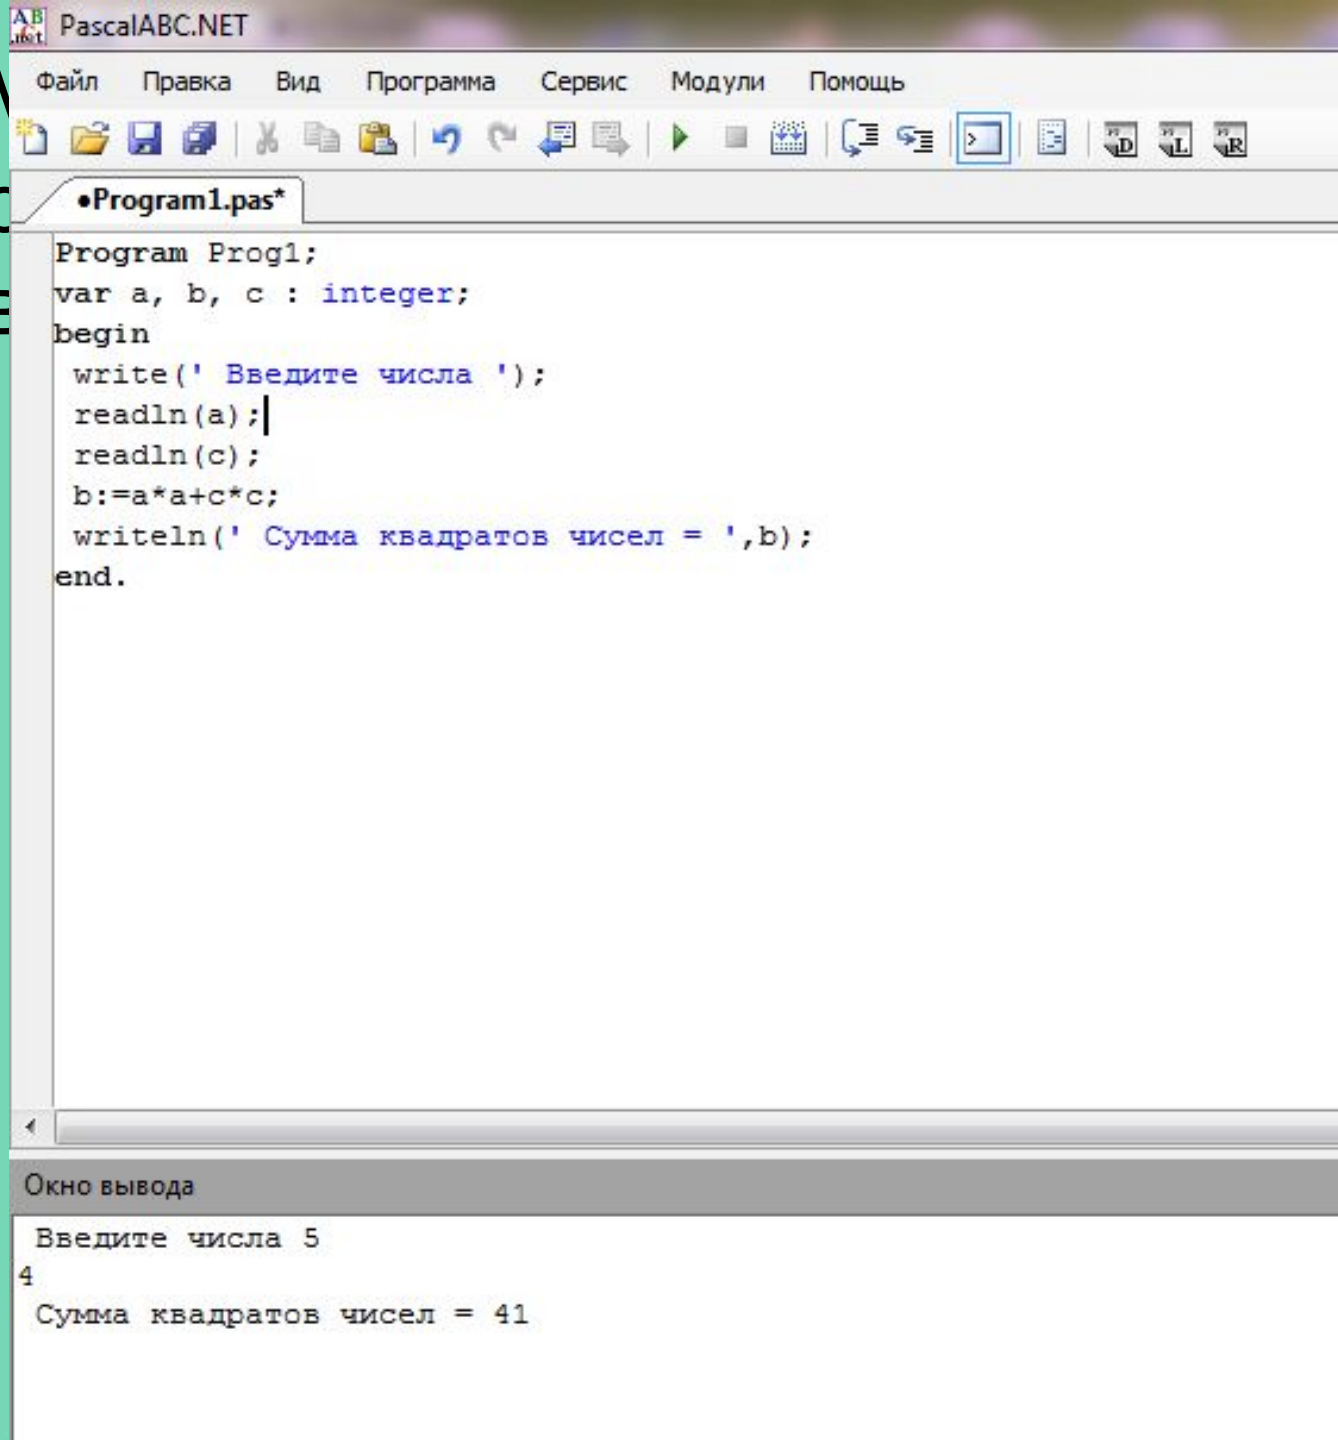 PascalABC.NET
Файл Правка Вид Программа Сервис Модули Помощь
•Program1.pas*
Program Prog1;
var a, b, c : integer;
begin
write(' Введите числа ');
readln(a);
readln(c);
b:=a*a+c*c;
writeln(' Сумма квадратов чисел = ',b);
end.
Окно вывода
Введите числа 5
4
Сумма квадратов чисел = 41